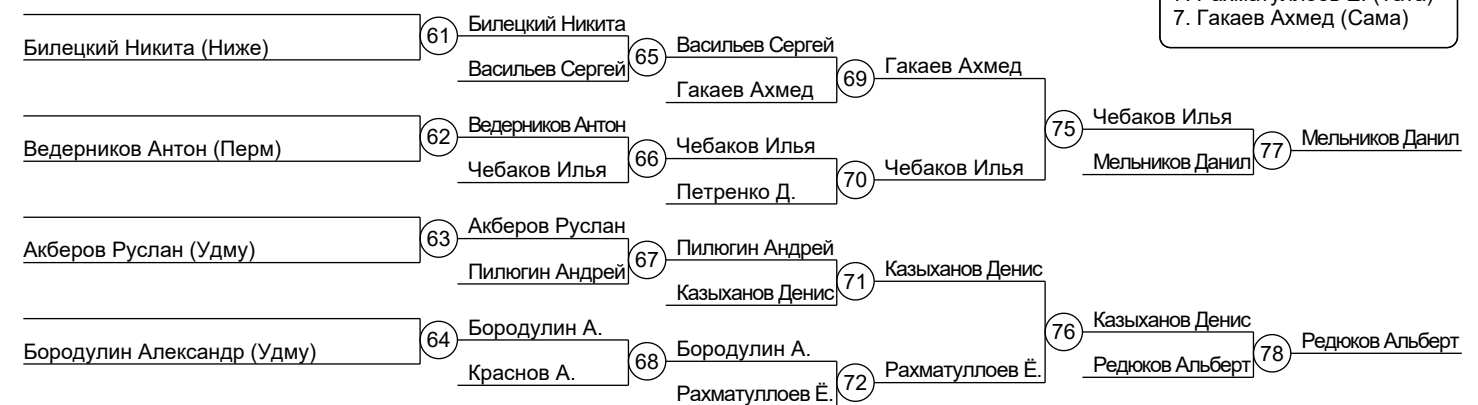 7. Гакаев Ахмед (Сама)
61
Билецкий Никита
Билецкий Никита (Ниже)
Васильев Сергей
65
Васильев Сергей
Гакаев Ахмед
69
Гакаев Ахмед
62
Ведерников Антон
Ведерников Антон (Перм)
Чебаков Илья
66
Чебаков Илья
Петренко Д.
70
Чебаков Илья
75
Чебаков Илья
Мельников Данил
77
Мельников Данил
63
Акберов Руслан
Акберов Руслан (Удму)
Пилюгин Андрей
67
Пилюгин Андрей
Казыханов Денис
71
Казыханов Денис
64
Бородулин А.
Бородулин Александр (Удму)
Краснов А.
68
Бородулин А.
Рахматуллоев Ё.
72
Рахматуллоев Ё.
76
Казыханов Денис
Редюков Альберт
78
Редюков Альберт